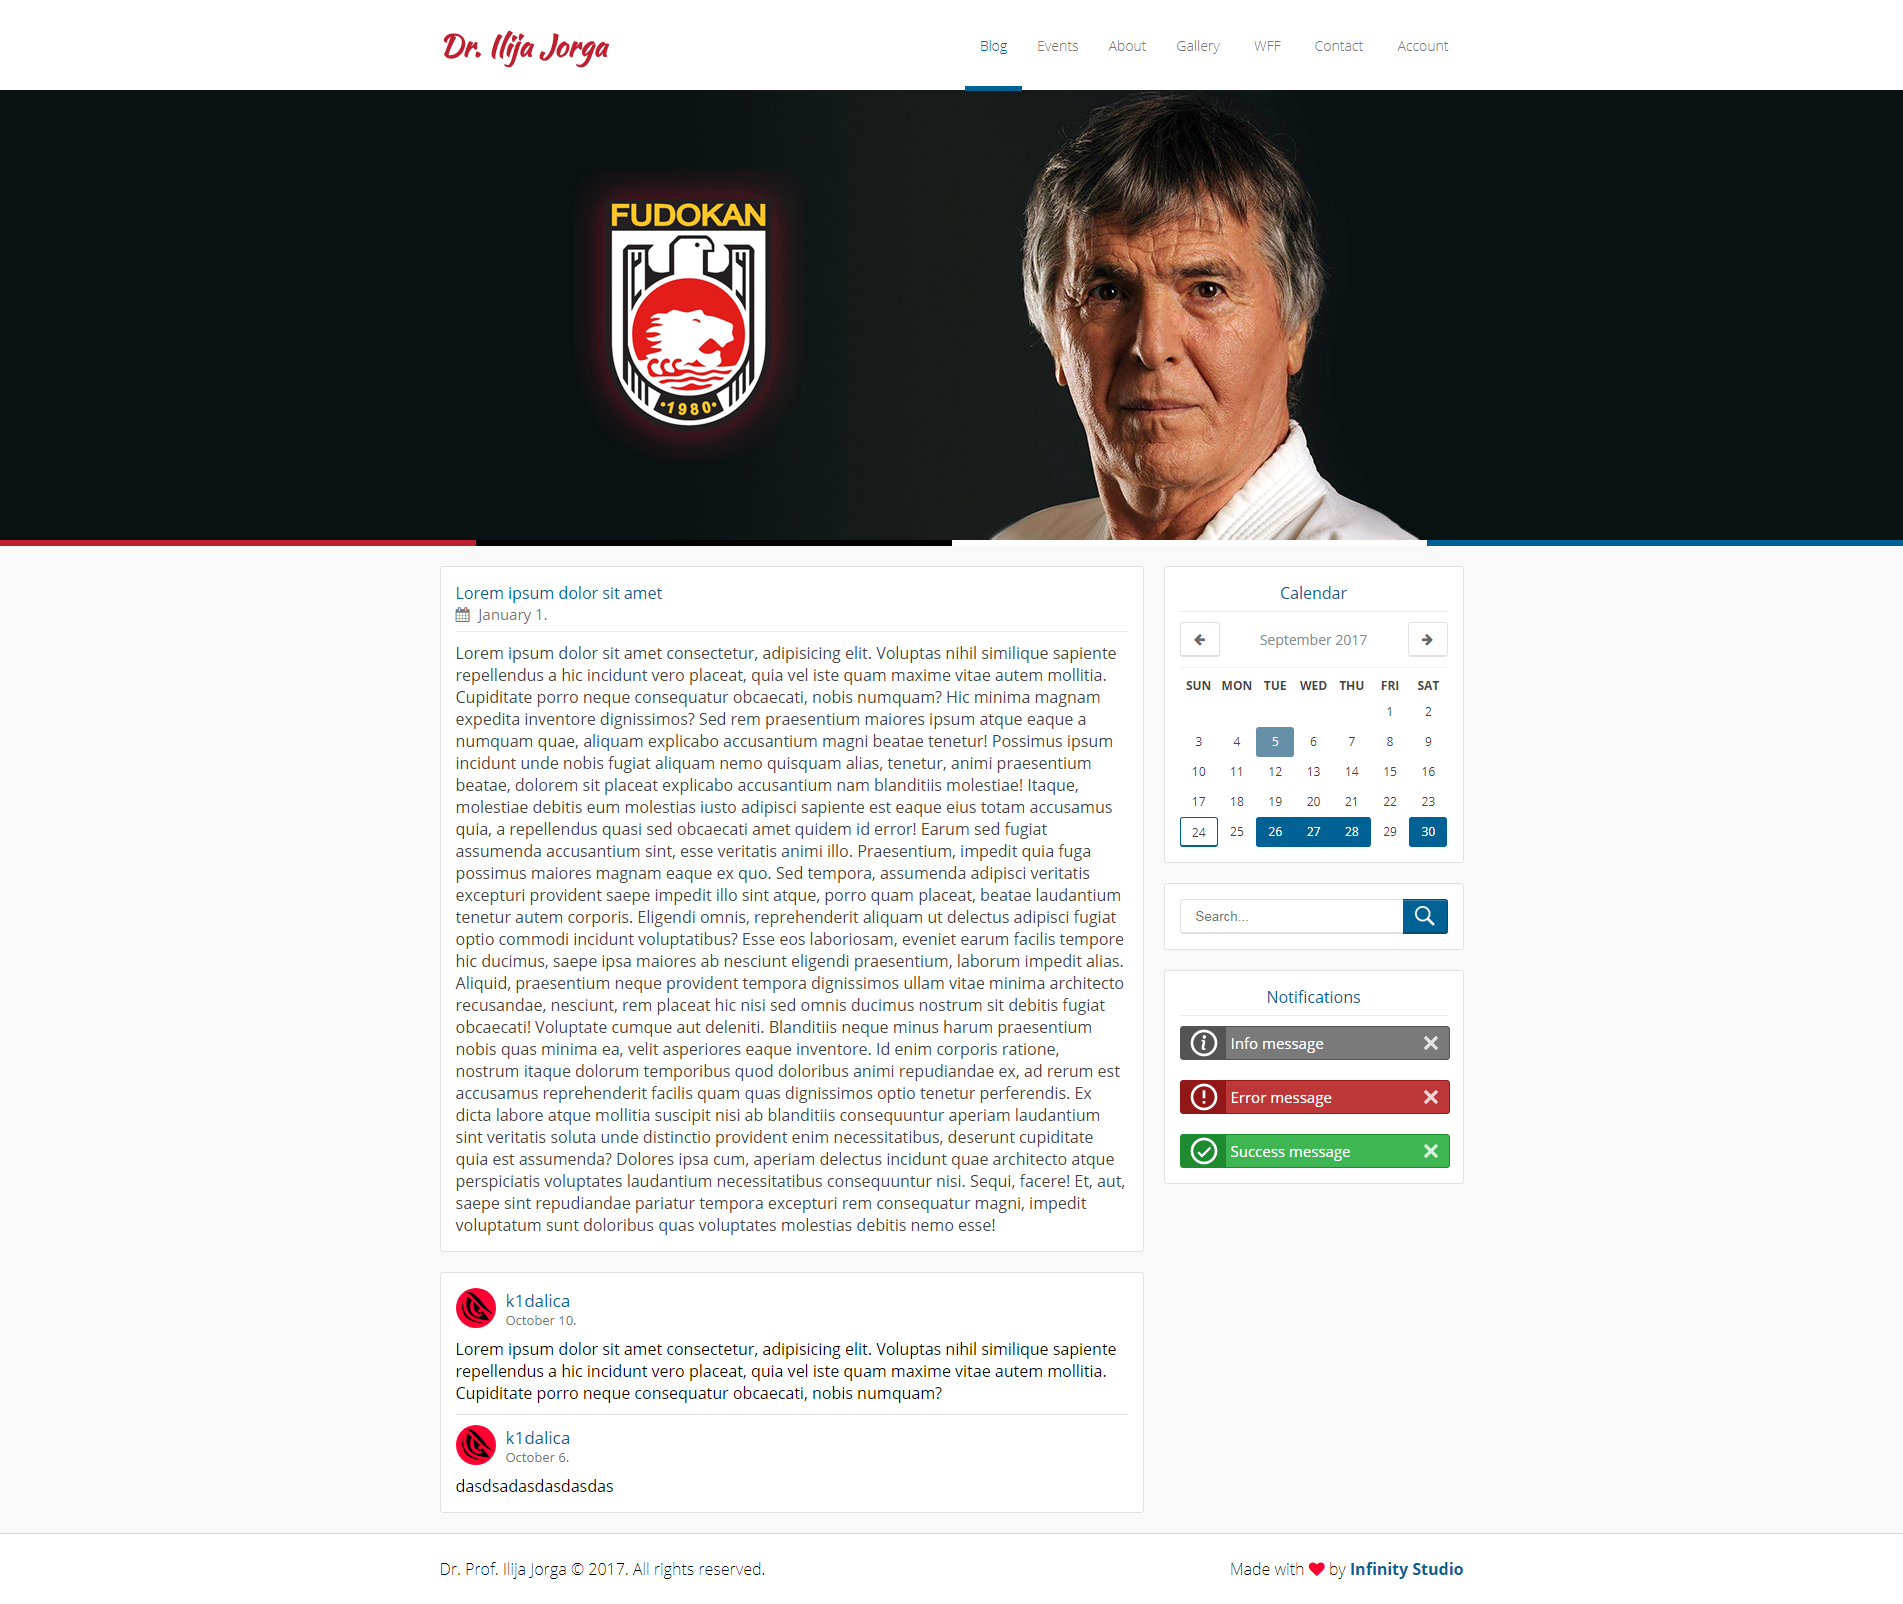 Dr. Ilija Jorga
Blog Events About Gallery WFF Contact Account
FUDOKAN
•1980•
Lorem ipsum dolor sit amet
January 1.
Lorem ipsum dolor sit amet consectetur, adipisicing elit. Voluptas nihil similique sapiente
repellendus a hic incidunt vero placeat, quia vel iste quam maxime vitae autem mollitia.
Cupiditate porro neque consequatur obcaecati, nobis numquam? Hic minima magnam
expedita inventore dignissimos? Sed rem praesentium maiores ipsum atque eaque a
numquam quae, aliquam explicabo accusantium magni beatae tenetur! Possimus ipsum
incidunt unde nobis fugiat aliquam nemo quisquam alias, tenetur, animi praesentium
beatae, dolorem sit placeat explicabo accusantium nam blanditiis molestiae! Itaque,
molestiae debitis eum molestias iusto adipisci sapiente est eaque eius totam accusamus
quia, a repellendus quasi sed obcaecati amet quidem id error! Earum sed fugiat
assumenda accusantium sint, esse veritatis animi illo. Praesentium, impedit quia fuga
possimus maiores magnam eaque ex quo. Sed tempora, assumenda adipisci veritatis
excepturi provident saepe impedit illo sint atque, porro quam placeat, beatae laudantium
tenetur autem corporis. Eligendi omnis, reprehenderit aliquam ut delectus adipisci fugiat
optio commodi incidunt voluptatibus? Esse eos laboriosam, eveniet earum facilis tempore
hic ducimus, saepe ipsa maiores ab nesciunt eligendi praesentium, laborum impedit alias.
Aliquid, praesentium neque provident tempora dignissimos ullam vitae minima architecto
recusandae, nesciunt, rem placeat hic nisi sed omnis ducimus nostrum sit debitis fugiat
obcaecati! Voluptate cumque aut deleniti. Blanditiis neque minus harum praesentium
nobis quas minima ea, velit asperiores eaque inventore. Id enim corporis ratione,
nostrum itaque dolorum temporibus quod doloribus animi repudiandae ex, ad rerum est
accusamus reprehenderit facilis quam quas dignissimos optio tenetur perferendis. Ex
dicta labore atque mollitia suscipit nisi ab blanditiis consequuntur aperiam laudantium
sint veritatis soluta unde distinctio provident enim necessitatibus, deserunt cupiditate
quia est assumenda? Dolores ipsa cum, aperiam delectus incidunt quae architecto atque
perspiciatis voluptates laudantium necessitatibus consequuntur nisi. Sequi, facere! Et, aut,
saepe sint repudiandae pariatur tempora excepturi rem consequatur magni, impedit
voluptatum sunt doloribus quas voluptates molestias debitis nemo esse!
k1dalica
October 10.
Lorem ipsum dolor sit amet consectetur, adipisicing elit. Voluptas nihil similique sapiente
repellendus a hic incidunt vero placeat, quia vel iste quam maxime vitae autem mollitia.
Cupiditate porro neque consequatur obcaecati, nobis numquam?
k1dalica
October 6.
dasdsadasdasdasdas
Calendar
September 2017
SUN MON TUE WED THU FRI SAT
1 2
3 4 5 6 7 8 9
10 11 12 13 14 15 16
17 18 19 20 21 22 23
24 25 26 27 28 29 30
Search...
Notifications
Info message
Error message
Success message
Dr. Prof. Ilija Jorga © 2017. All rights reserved.
Made with ♥ by Infinity Studio